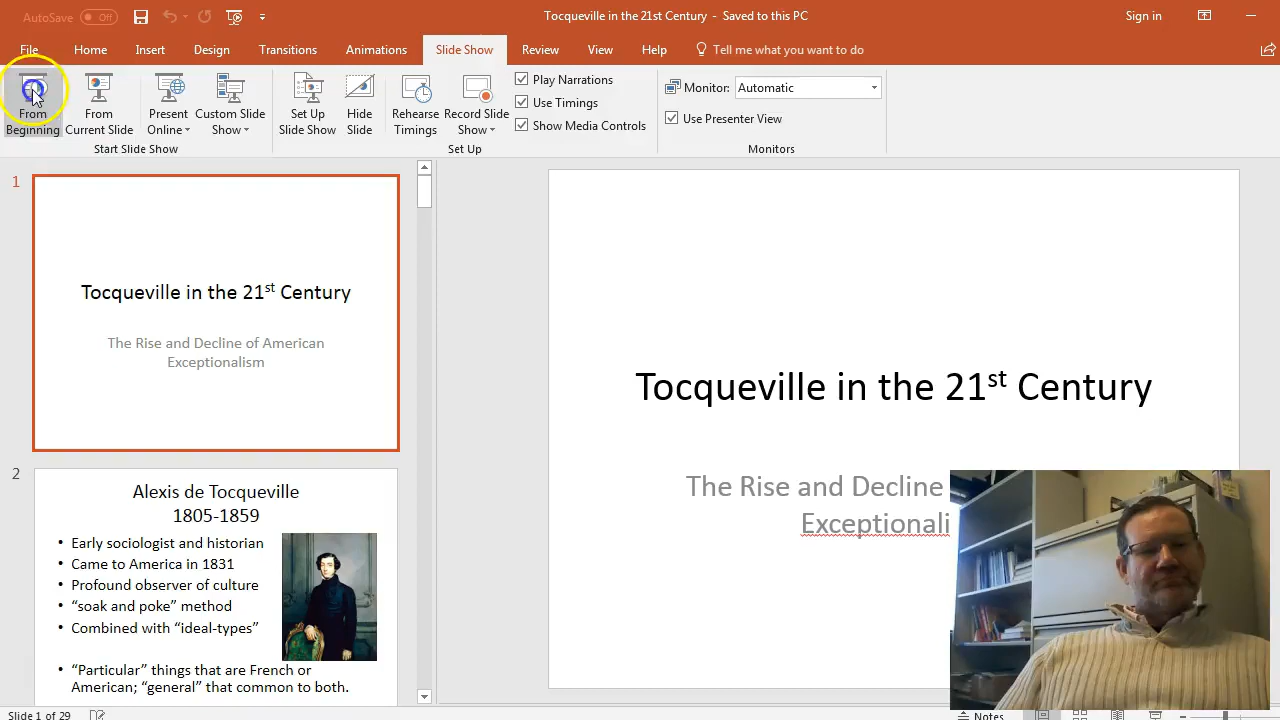 AutoSave Off
Tocqueville in the 21st Century - Saved to this PC
Sign in
File Home Insert Design Transitions Animations Slide Show Review View Help Tell me what you want to do
From Beginning
From Current Slide
Present Online
Custom Slide Show
Start Slide Show
Set Up Slide Show
Hide Slide
Rehearse Timings
Record Slide Show
Play Narrations
Use Timings
Show Media Controls
Set Up
Monitor: Automatic
Use Presenter View
Monitors
1
Tocqueville in the 21st Century
The Rise and Decline of American
Exceptionalism
2
Alexis de Tocqueville
1805-1859
• Early sociologist and historian
• Came to America in 1831
• Profound observer of culture
• “soak and poke” method
• Combined with “ideal-types”
• “Particular” things that are French or
American; “general” that common to both.
Tocqueville in the 21st Century
The Rise and Decline
Exceptionali
Slide 1 of 29
Notes